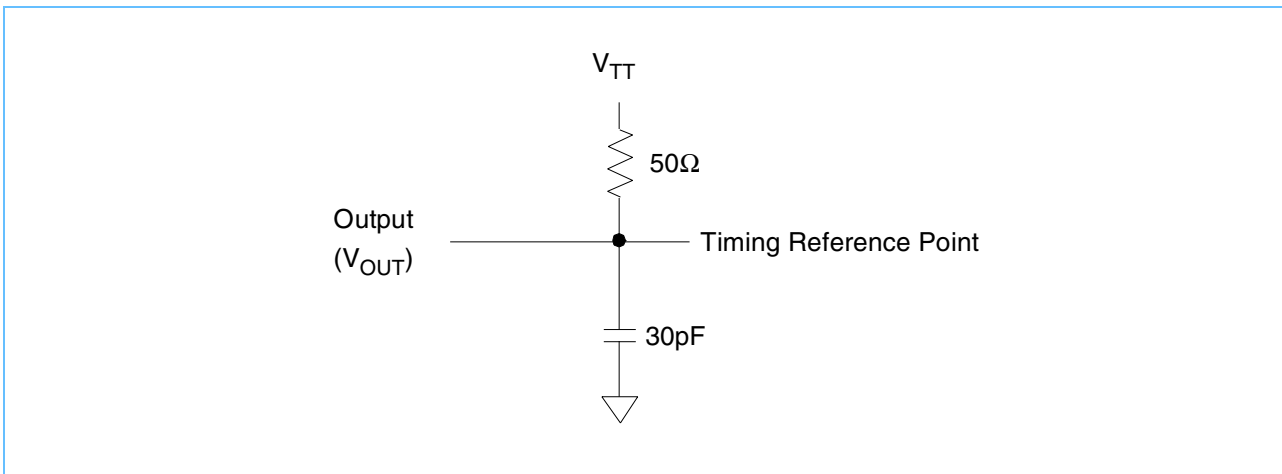 V_TT
50Ω
Output
(V_OUT)
Timing Reference Point
30pF